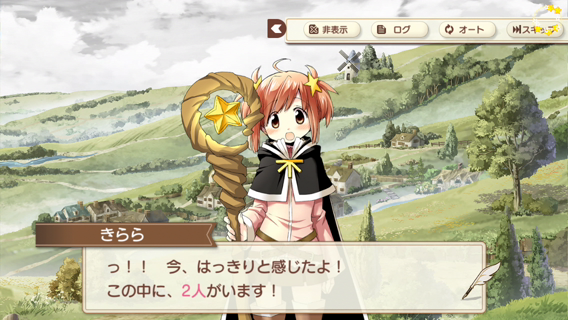 非表示
ログ
オート
スキップ
きらら
っ！！　今、はっきりと感じたよ！
この中に、2人がいます！